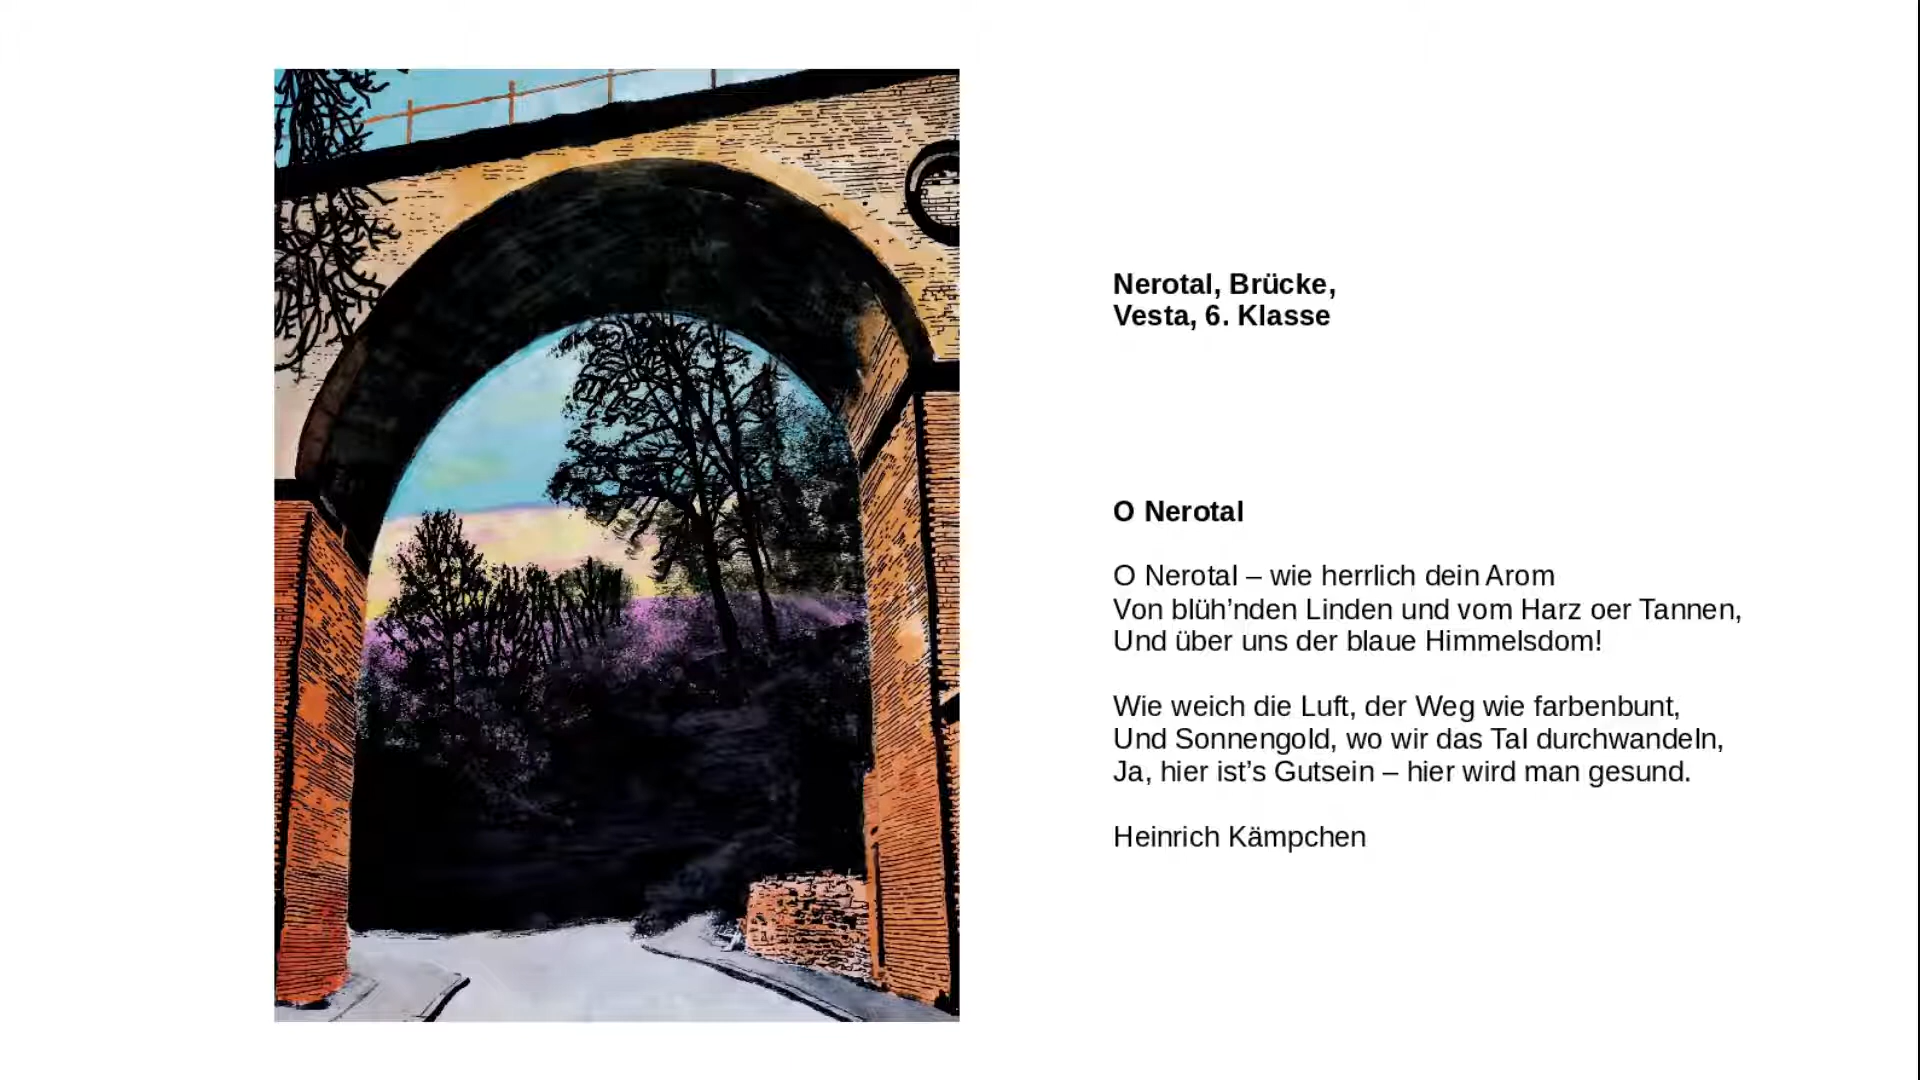 Nerotal, Brücke,
Vesta, 6. Klasse
O Nerotal
O Nerotal – wie herrlich dein Arom
Von blüh’nden Linden und vom Harz oer Tannen,
Und über uns der blaue Himmelsdom!
Wie weich die Luft, der Weg wie farbenbunt,
Und Sonnengold, wo wir das Tal durchwandeln,
Ja, hier ist’s Gutsein – hier wird man gesund.
Heinrich Kämpchen